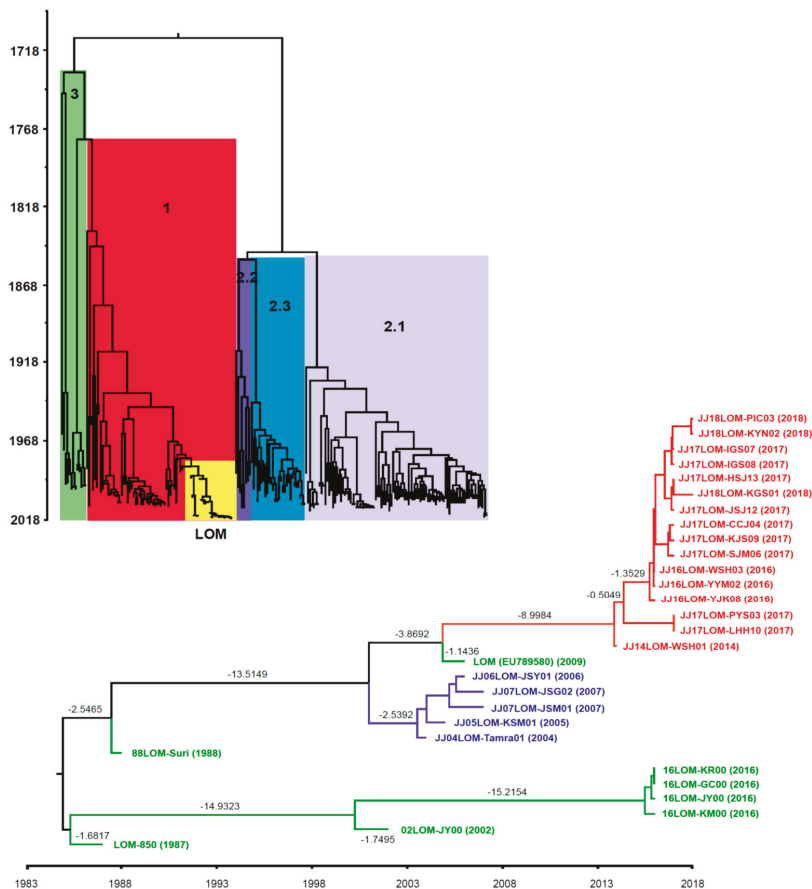 1718
1768
1818
1868
1918
1968
2018
3
1
2.2
2.3
2.1
LOM
JJ18LOM-PIC03 (2018)
JJ18LOM-KYN02 (2018)
JJ17LOM-IGS07 (2017)
JJ17LOM-IGS08 (2017)
JJ17LOM-HSJ13 (2017)
JJ18LOM-KGS01 (2018)
JJ17LOM-JSJ12 (2017)
JJ17LOM-CCJ04 (2017)
JJ17LOM-KJS09 (2017)
JJ17LOM-SJM06 (2017)
-1.3529
JJ16LOM-WSH03 (2016)
JJ16LOM-YYM02 (2016)
-0.5049
JJ16LOM-YJK08 (2016)
-8.9984
JJ17LOM-PYS03 (2017)
JJ17LOM-LHH10 (2017)
-3.8692
JJ14LOM-WSH01 (2014)
-1.1436
LOM (EU789580) (2009)
-13.5149
JJ06LOM-JSY01 (2006)
JJ07LOM-JSG02 (2007)
JJ07LOM-JSM01 (2007)
-2.5392
JJ05LOM-KSM01 (2005)
-2.5465
JJ04LOM-Tamra01 (2004)
88LOM-Suri (1988)
16LOM-KR00 (2016)
16LOM-GC00 (2016)
-15.2154
16LOM-JY00 (2016)
-14.9323
16LOM-KM00 (2016)
02LOM-JY00 (2002)
-1.6817
-1.7495
LOM-850 (1987)
1983 1988 1993 1998 2003 2008 2013 2018